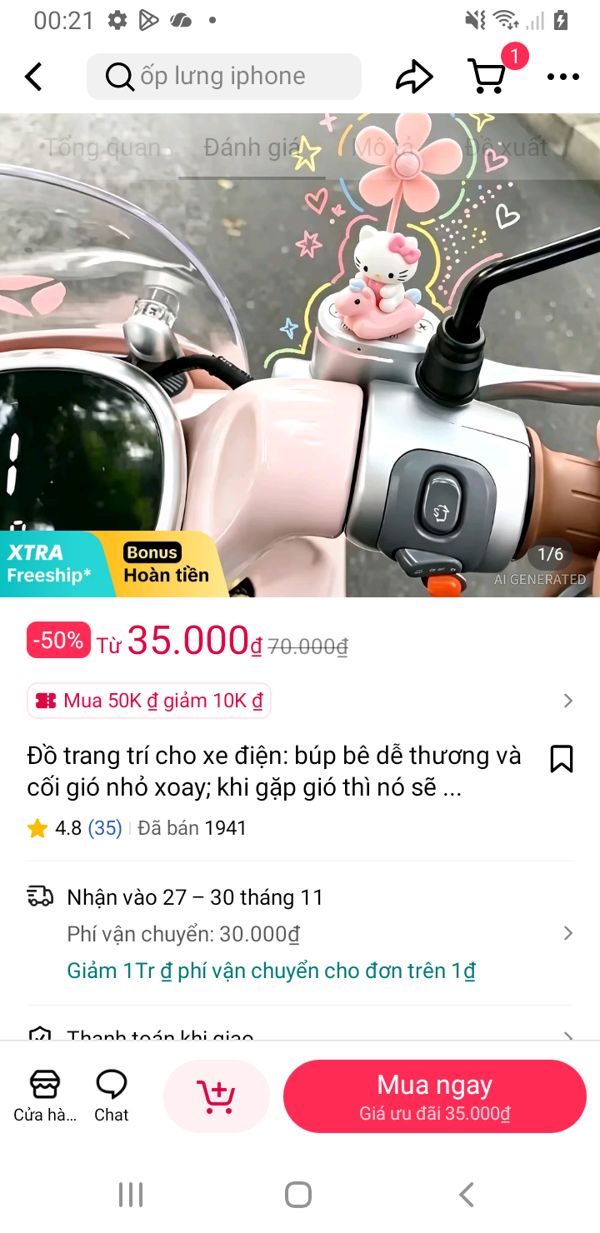 00:21
ốp lưng iphone
1
Tổng quan
Đánh giá
Mô tả
Đề xuất
XTRA
Freeship*
Bonus
Hoàn tiền
1/6
AI GENERATED
-50% Từ 35.000₫ 70.000₫
Mua 50K ₫ giảm 10K ₫
Đồ trang trí cho xe điện: búp bê dễ thương và
cối gió nhỏ xoay; khi gặp gió thì nó sẽ ...
4.8 (35) Đã bán 1941
Nhận vào 27 – 30 tháng 11
Phí vận chuyển: 30.000₫
Giảm 1Tr ₫ phí vận chuyển cho đơn trên 1₫
Thanh toán khi giao
Cửa hà...
Chat
Mua ngay
Giá ưu đãi 35.000₫